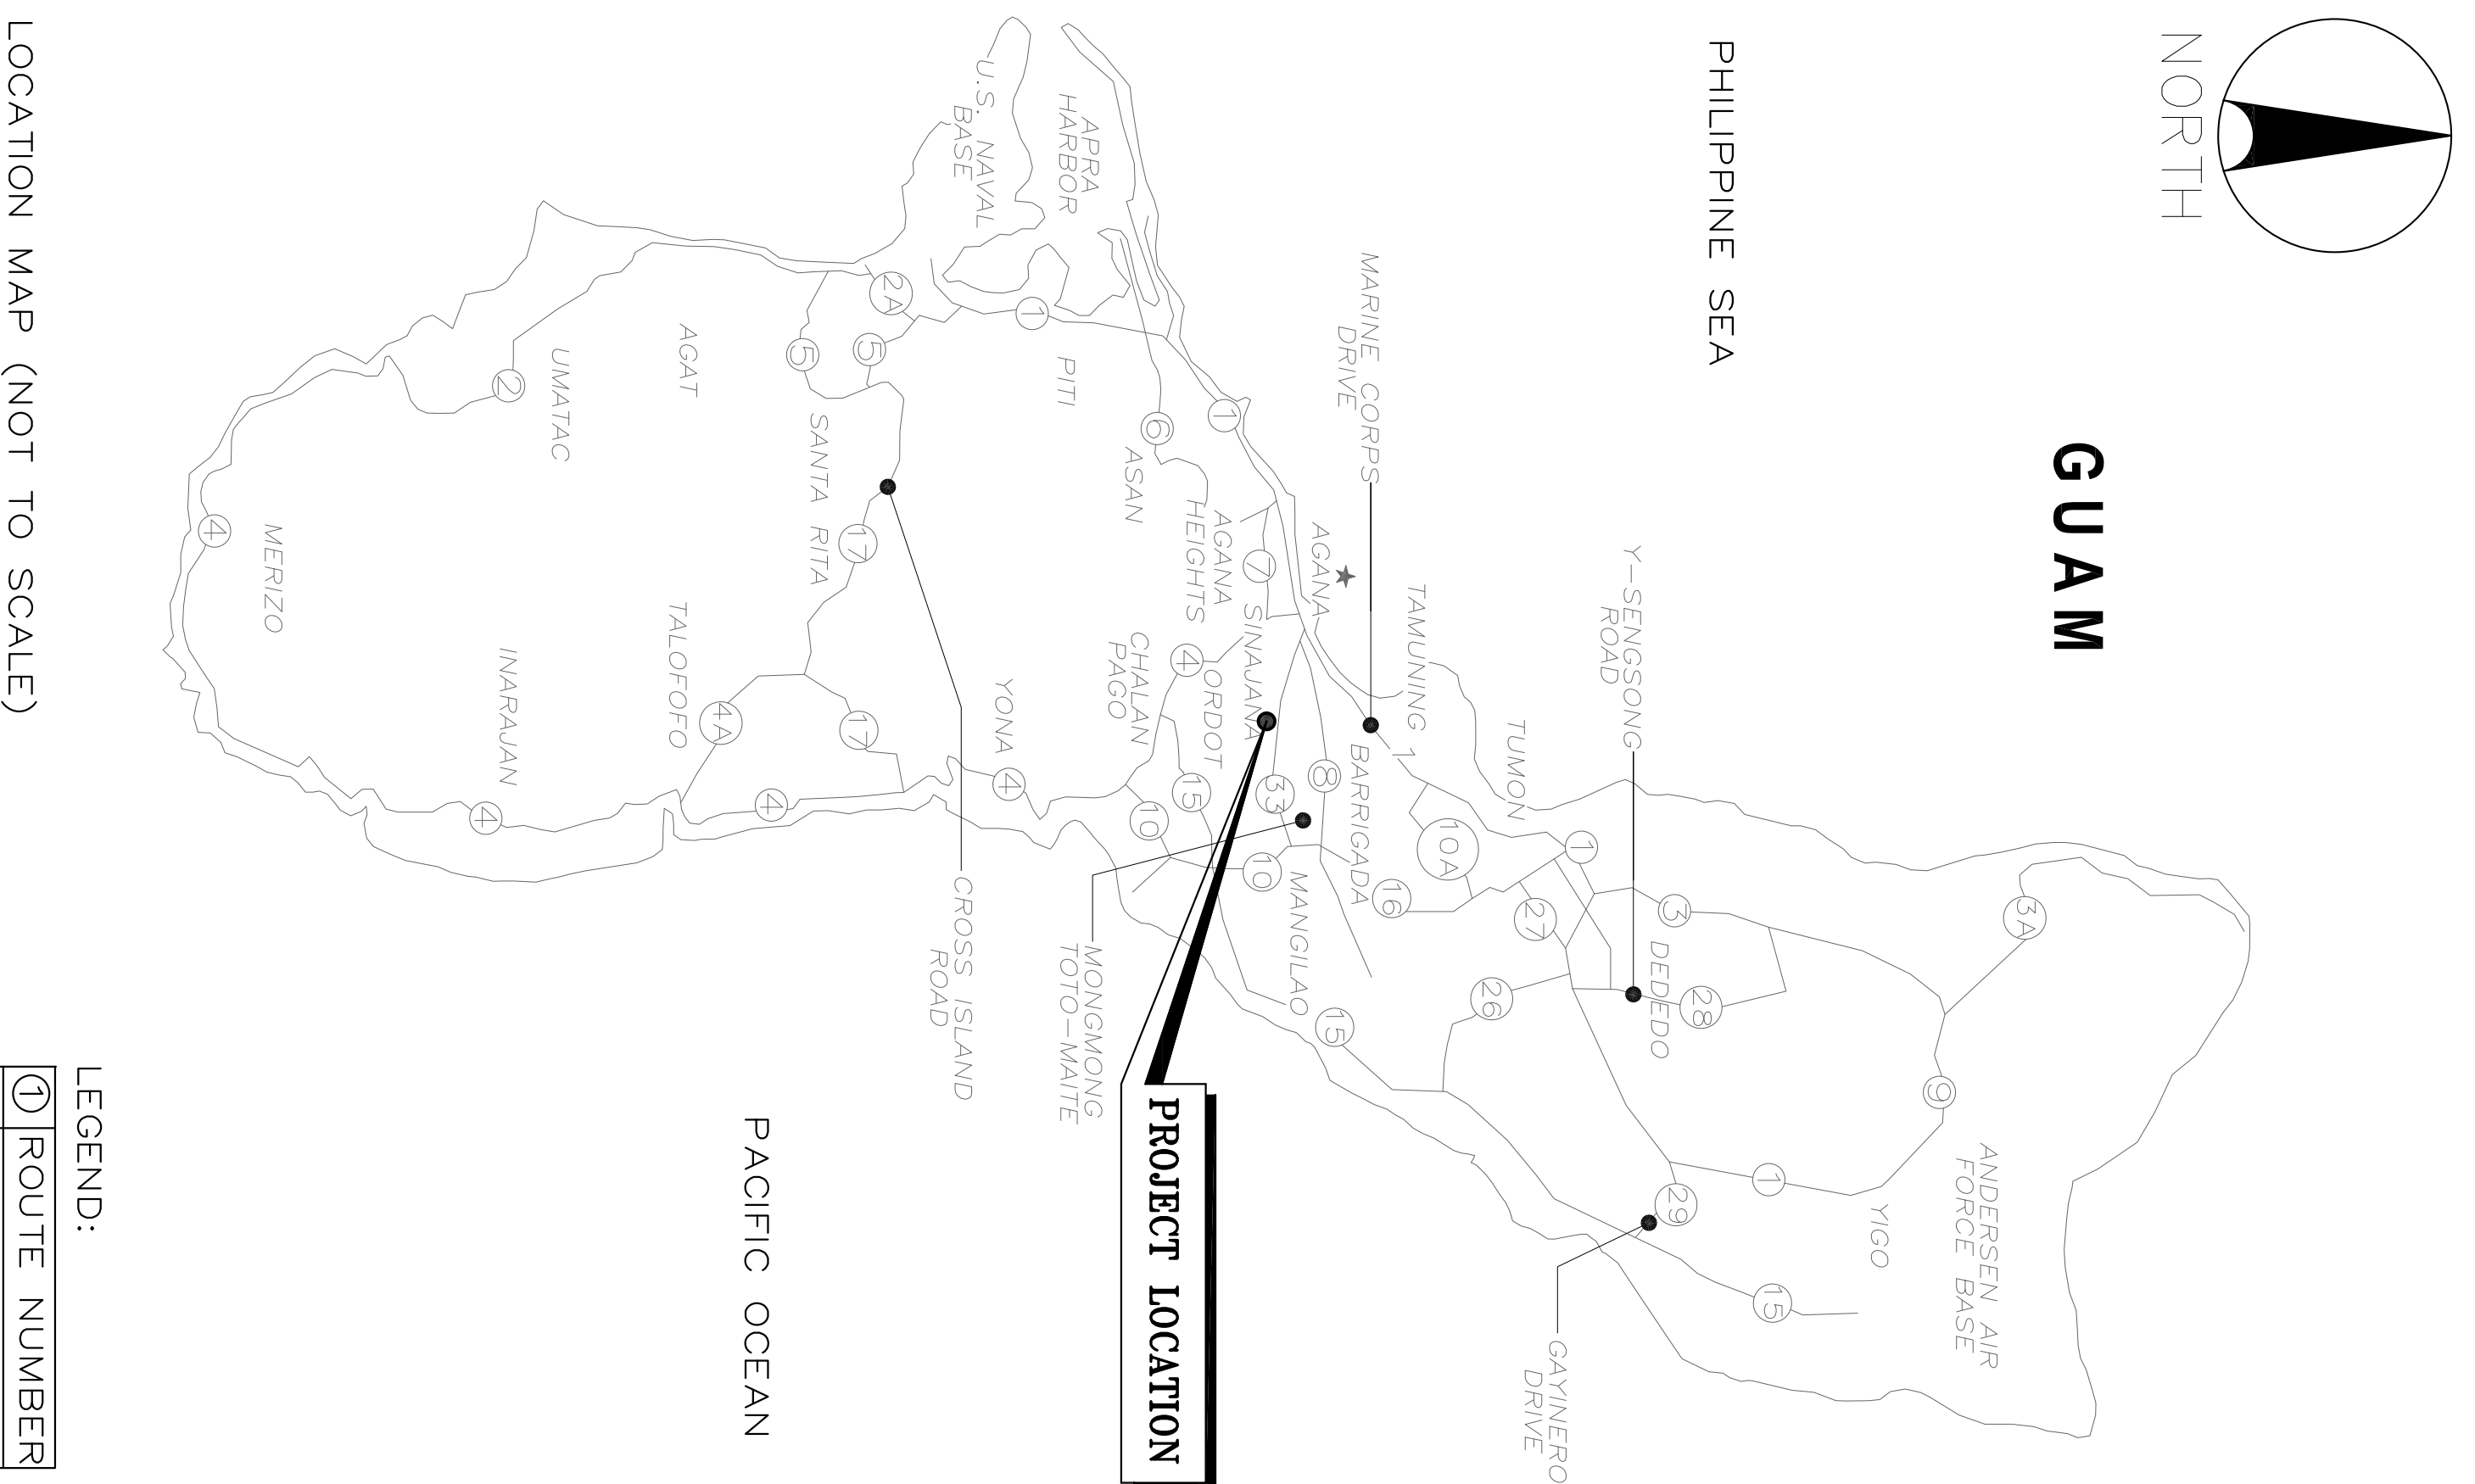 NORTH
GUAM
PHILIPPINE SEA
ANDERSEN AIR
FORCE BASE
3A
9
YIGO
1
15
29
GAYINERO
DRIVE
Y-SENGSONG
ROAD
3
28
DEDEDO
1
27
26
TUMON
10A
16
15
TAMUNING
1
MARINE CORPS
DRIVE
AGANA
BARRIGADA
8
MANGILAO
33
10
7
SINAJANA
AGANA
HEIGHTS
ORDOT
4
15
10
CHALAN
PAGO
1
6
ASAN
MONGMONG
TOTO-MAITE
PROJECT LOCATION
APRA
HARBOR
U.S. NAVAL
BASE
1
PITI
YONA
4
CROSS ISLAND
ROAD
2A
5
5
SANTA RITA
17
17
4A
4
AGAT
TALOFOFO
UMATAC
2
INARAJAN
4
MERIZO
4
PACIFIC OCEAN
LEGEND:
1 ROUTE NUMBER
LOCATION MAP (NOT TO SCALE)